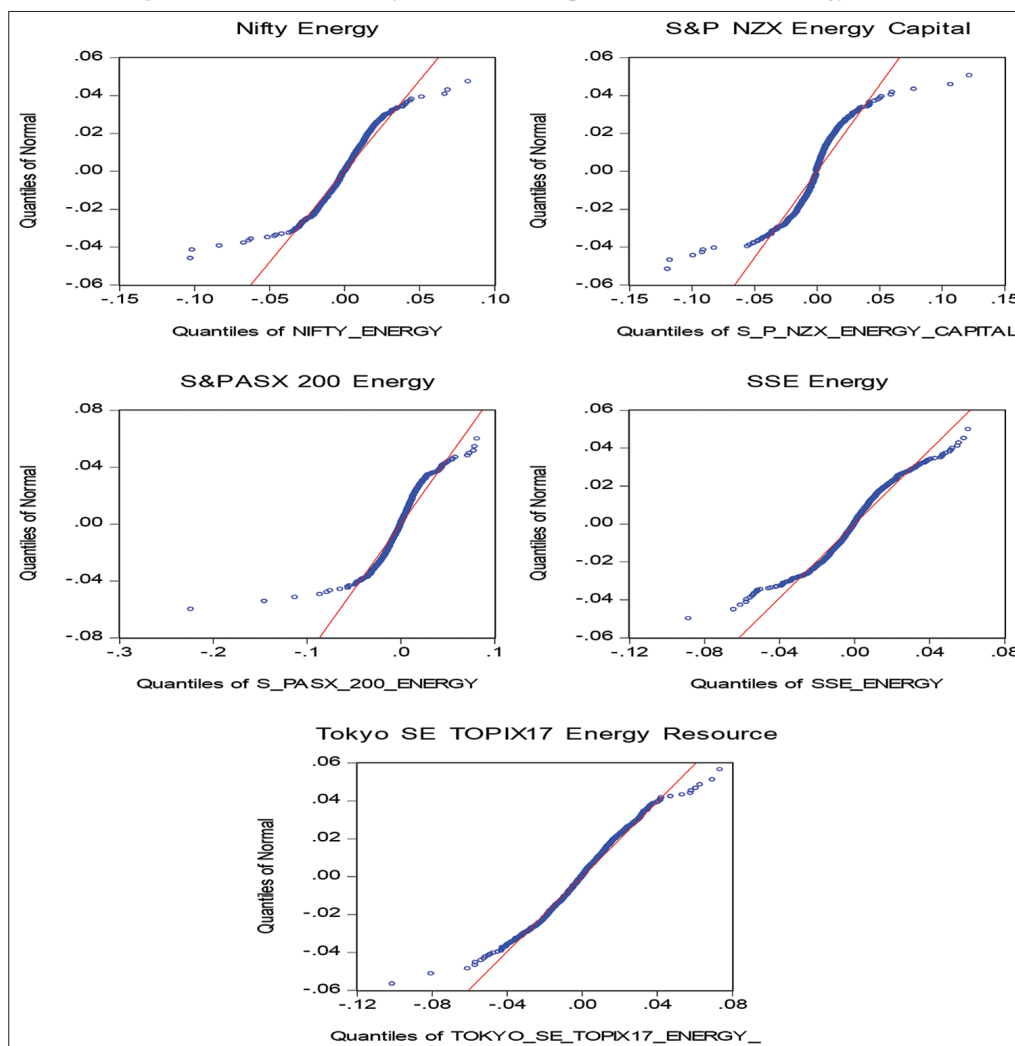 Nifty Energy
.06
.04
.02
.00
-.02
-.04
-.06
Quantiles of Normal
-.15 -.10 -.05 .00 .05 .10
Quantiles of NIFTY_ENERGY
S&P NZX Energy Capital
.06
.04
.02
.00
-.02
-.04
-.06
Quantiles of Normal
-.15 -.10 -.05 .00 .05 .10 .15
Quantiles of S_P_NZX_ENERGY_CAPITAL
S&PASX 200 Energy
.08
.04
.00
-.04
-.08
Quantiles of Normal
-.3 -.2 -.1 .0 .1
Quantiles of S_PASX_200_ENERGY
SSE Energy
.06
.04
.02
.00
-.02
-.04
-.06
Quantiles of Normal
-.12 -.08 -.04 .00 .04 .08
Quantiles of SSE_ENERGY
Tokyo SE TOPIX17 Energy Resource
.06
.04
.02
.00
-.02
-.04
-.06
Quantiles of Normal
-.12 -.08 -.04 .00 .04 .08
Quantiles of TOKYO_SE_TOPIX17_ENERGY_